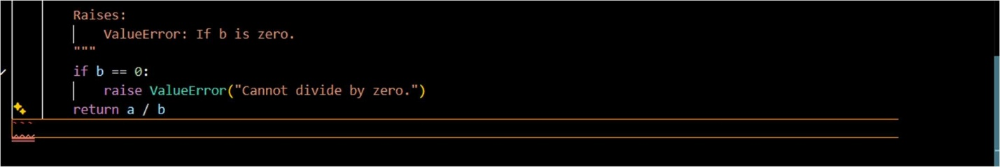 Raises:
ValueError: If b is zero.
"""
if b == 0:
raise ValueError("Cannot divide by zero.")
return a / b
```